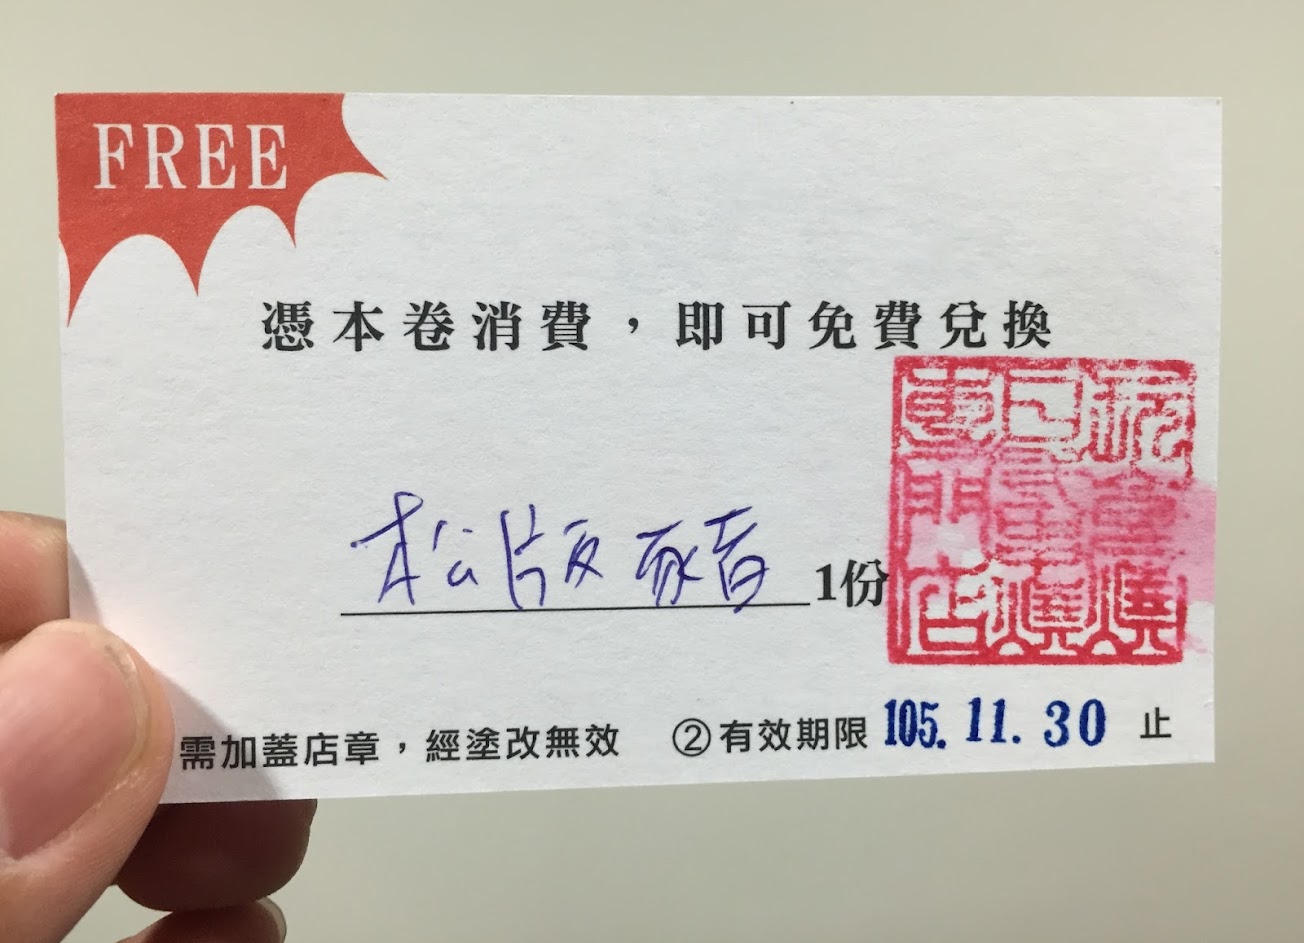 FREE
憑本卷消費，即可免費兌換
松版豬 1份
需加蓋店章，經塗改無效 ②有效期限 105.11.30 止